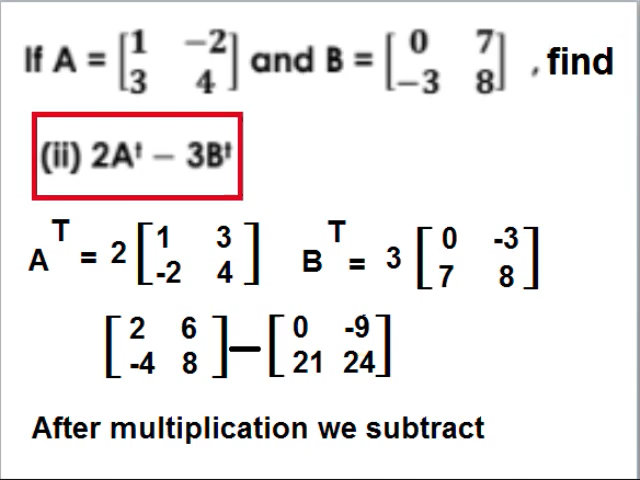 If A = [1 −2 3 4] and B = [0 7 −3 8] , find
(ii) 2Aᵗ − 3Bᵗ
Aᵀ = 2 [1 3 -2 4] Bᵀ = 3 [0 -3 7 8]
[2 6 -4 8] − [0 -9 21 24]
After multiplication we subtract